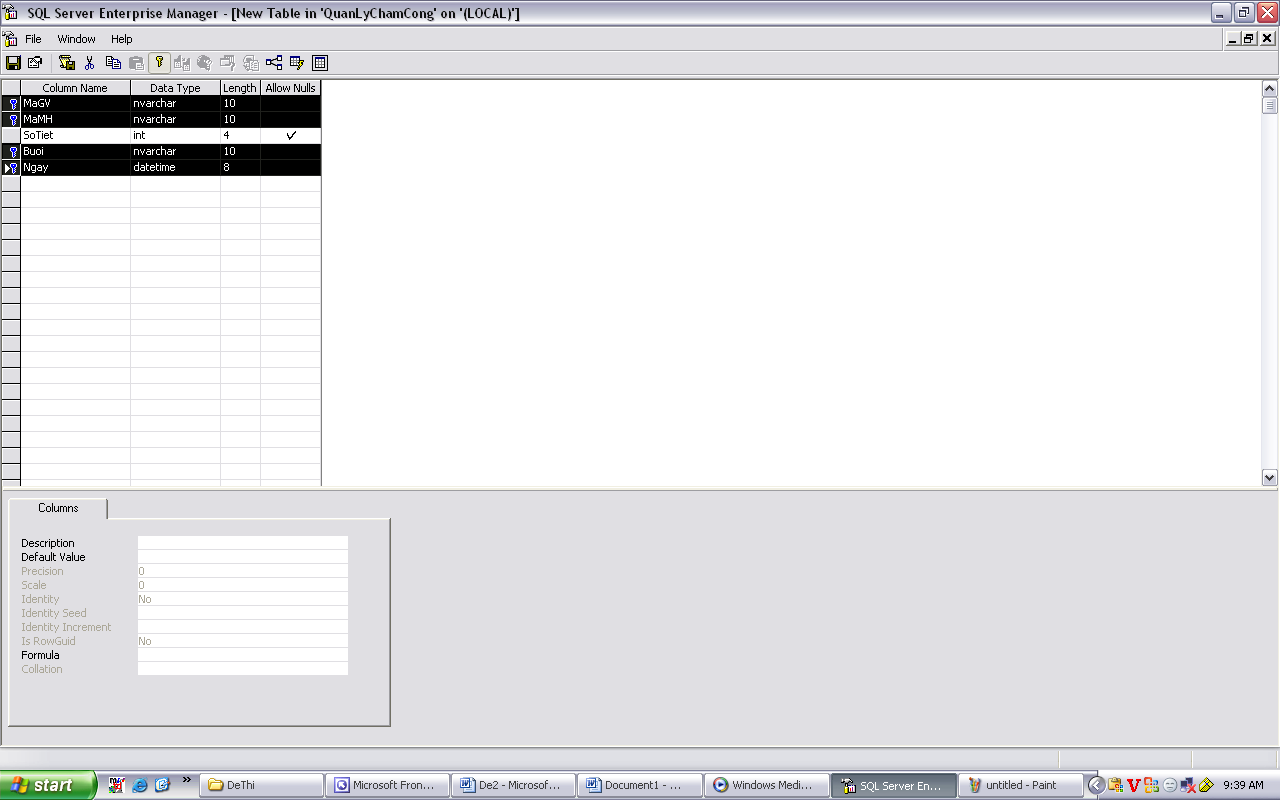 SQL Server Enterprise Manager - [New Table in 'QuanLyChamCong' on '(LOCAL)']
File Window Help
Column Name Data Type Length Allow Nulls
MaGV nvarchar 10
MaMH nvarchar 10
SoTiet int 4
Buoi nvarchar 10
Ngay datetime 8
Columns
Description
Default Value
Precision 0
Scale 0
Identity No
Identity Seed
Identity Increment
Is RowGuid No
Formula
Collation
start DeThi Microsoft Fron... De2 - Microsof... Document1 - ... Windows Medi... SQL Server En... untitled - Paint 9:39 AM